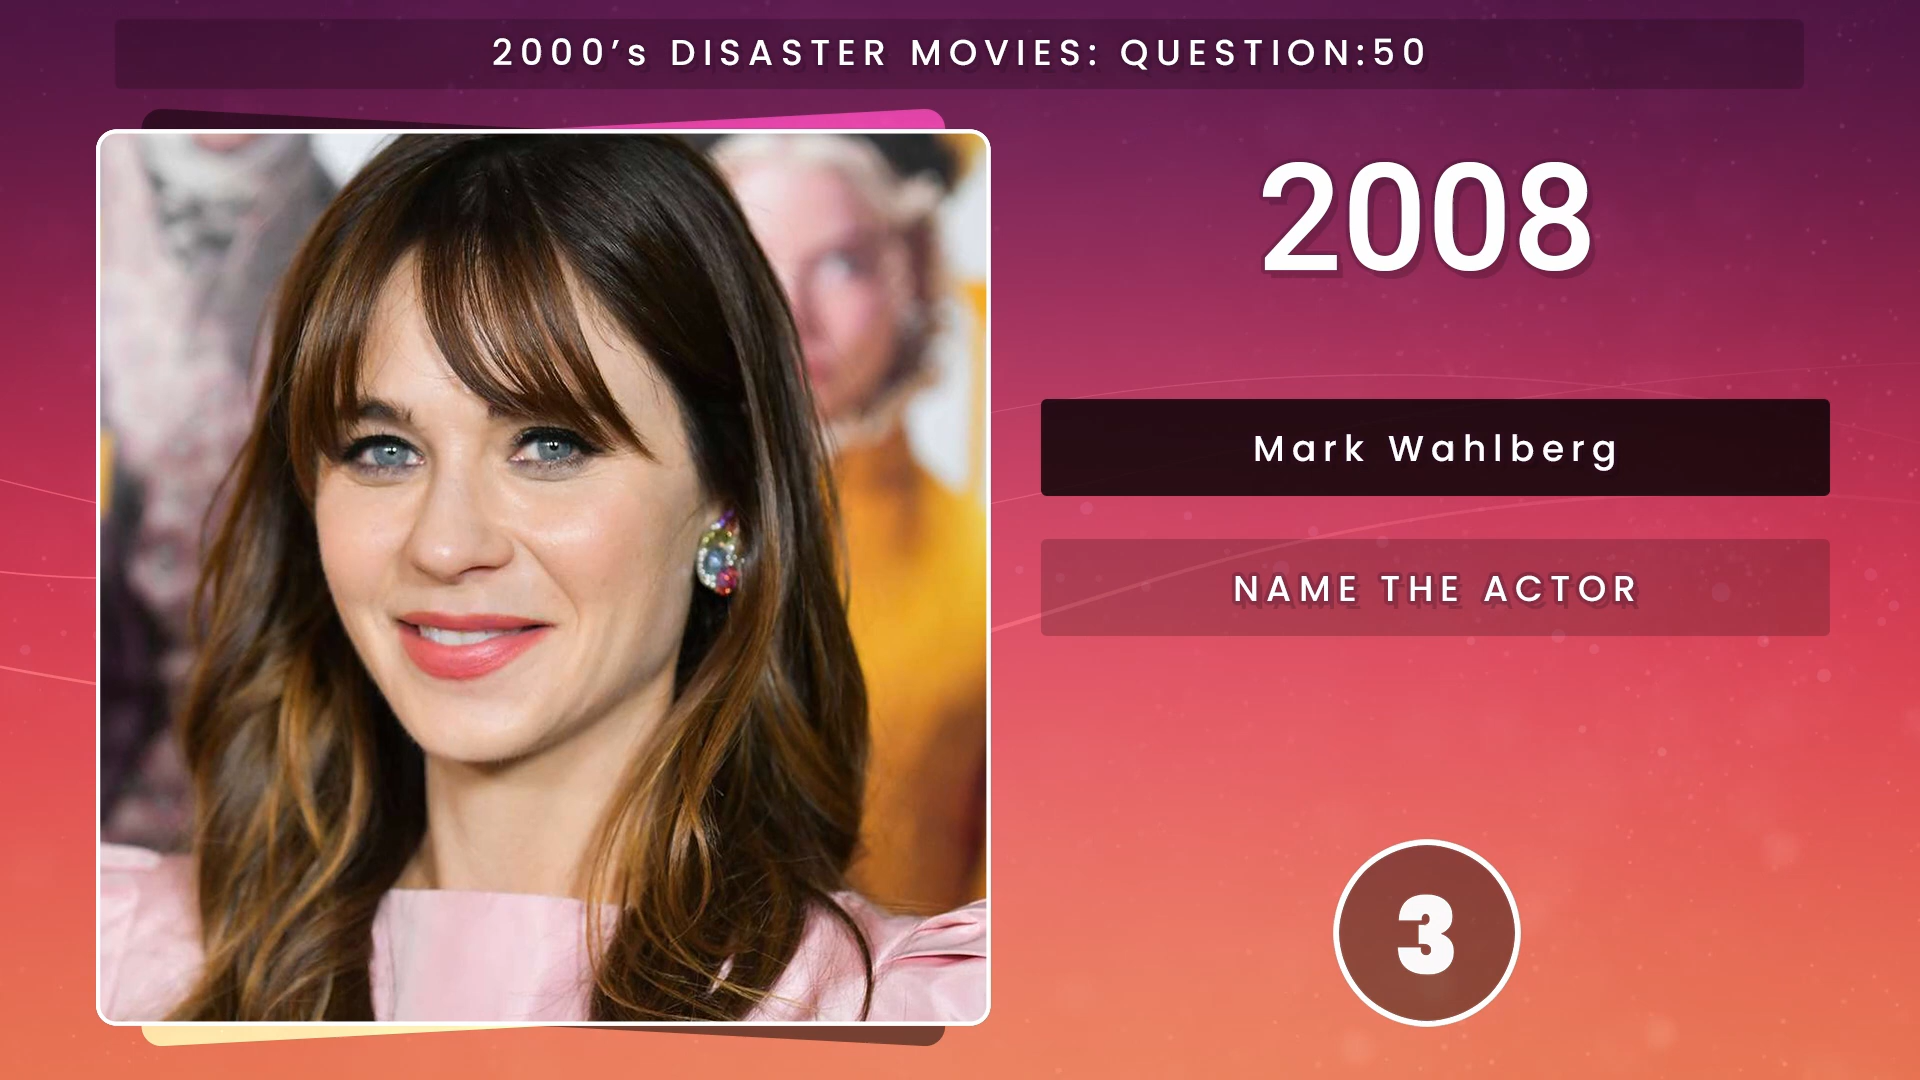 2000’s DISASTER MOVIES: QUESTION:50
2008
Mark Wahlberg
NAME THE ACTOR
3